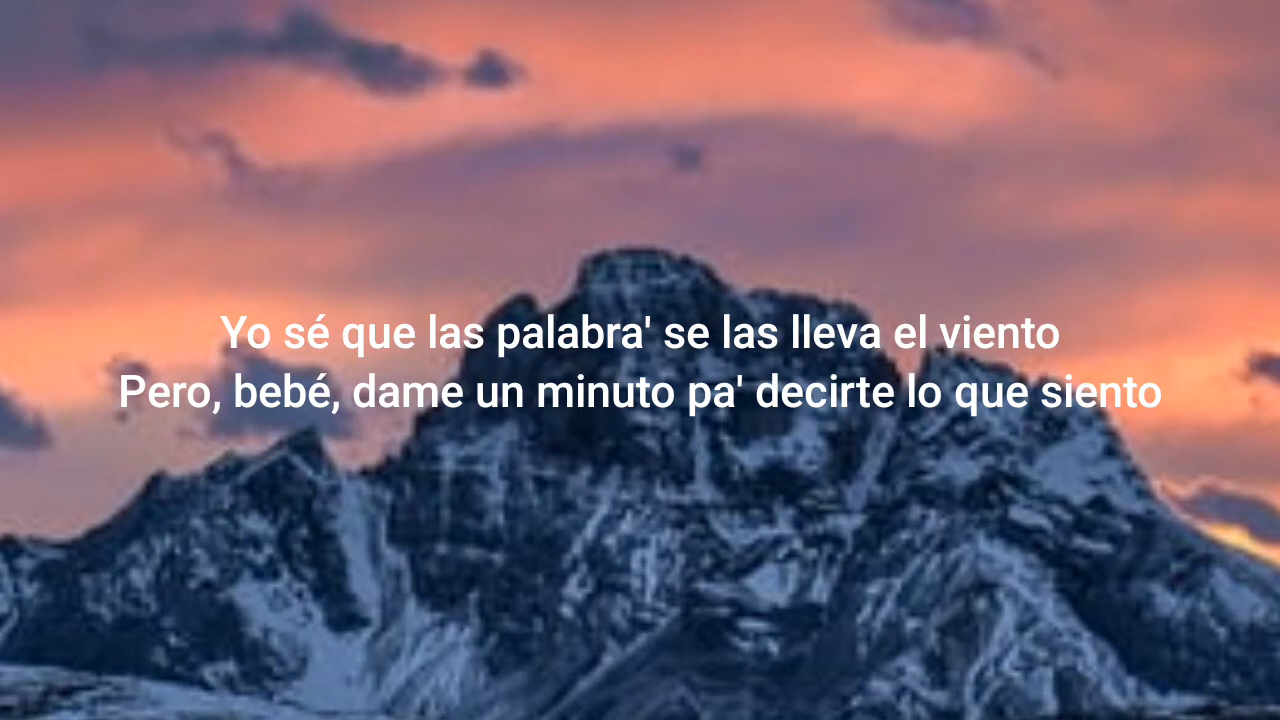 Yo sé que las palabra' se las lleva el viento
Pero, bebé, dame un minuto pa' decirte lo que siento